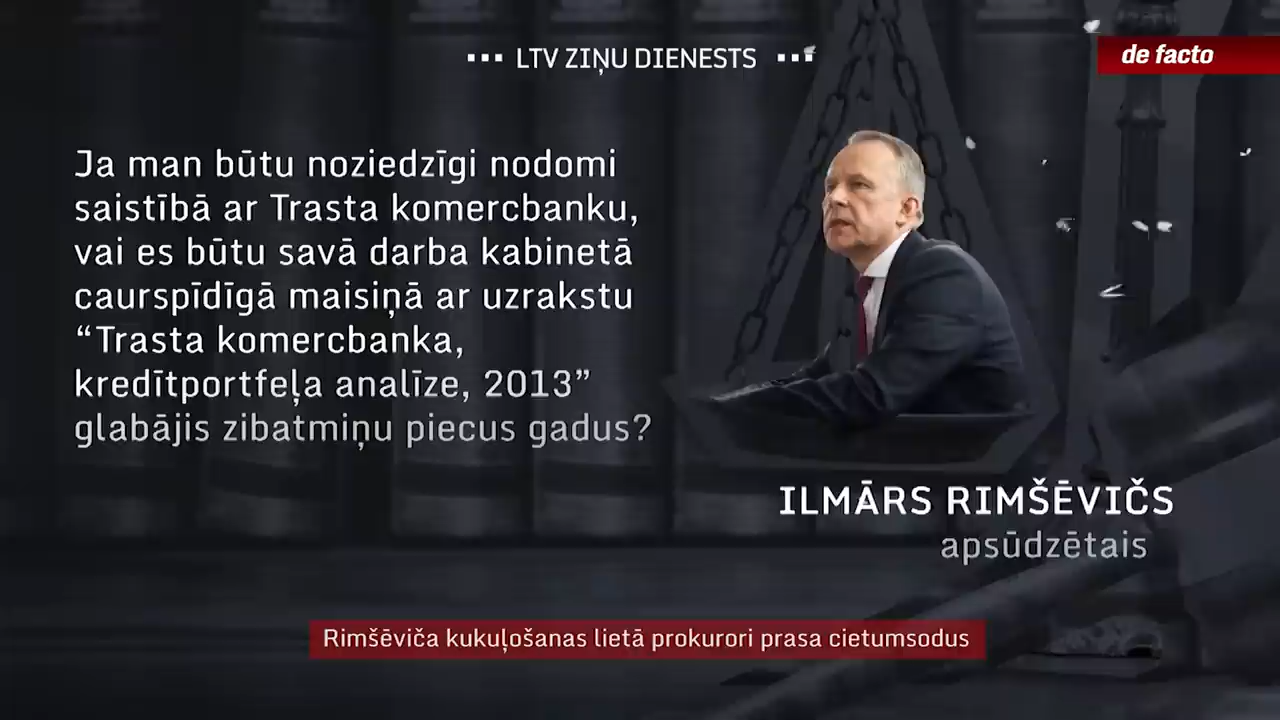 LTV ZIŅU DIENESTS
de facto
Ja man būtu noziedzīgi nodomi
saistībā ar Trasta komercbanku,
vai es būtu savā darba kabinetā
caurspīdīgā maisiņā ar uzrakstu
“Trasta komercbanka,
kredītportfeļa analīze, 2013”
glabājis zibatmiņu piecus gadus?
ILMĀRS RIMŠĒVIČS
apsūdzētais
Rimšēviča kukuļošanas lietā prokurori prasa cietumsodus